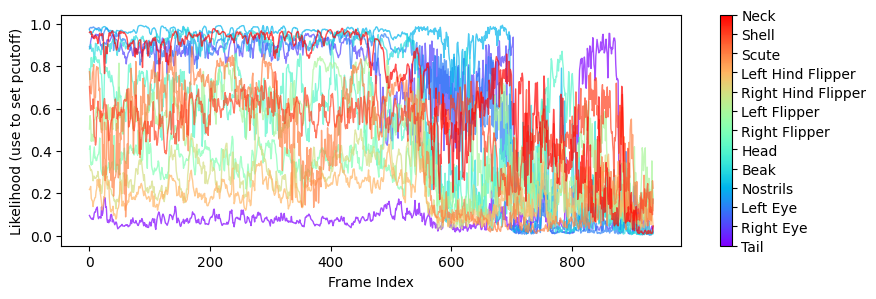 Likelihood (use to set pcutoff)
1.0
0.8
0.6
0.4
0.2
0.0
0
200
400
600
800
Frame Index
Neck
Shell
Scute
Left Hind Flipper
Right Hind Flipper
Left Flipper
Right Flipper
Head
Beak
Nostrils
Left Eye
Right Eye
Tail